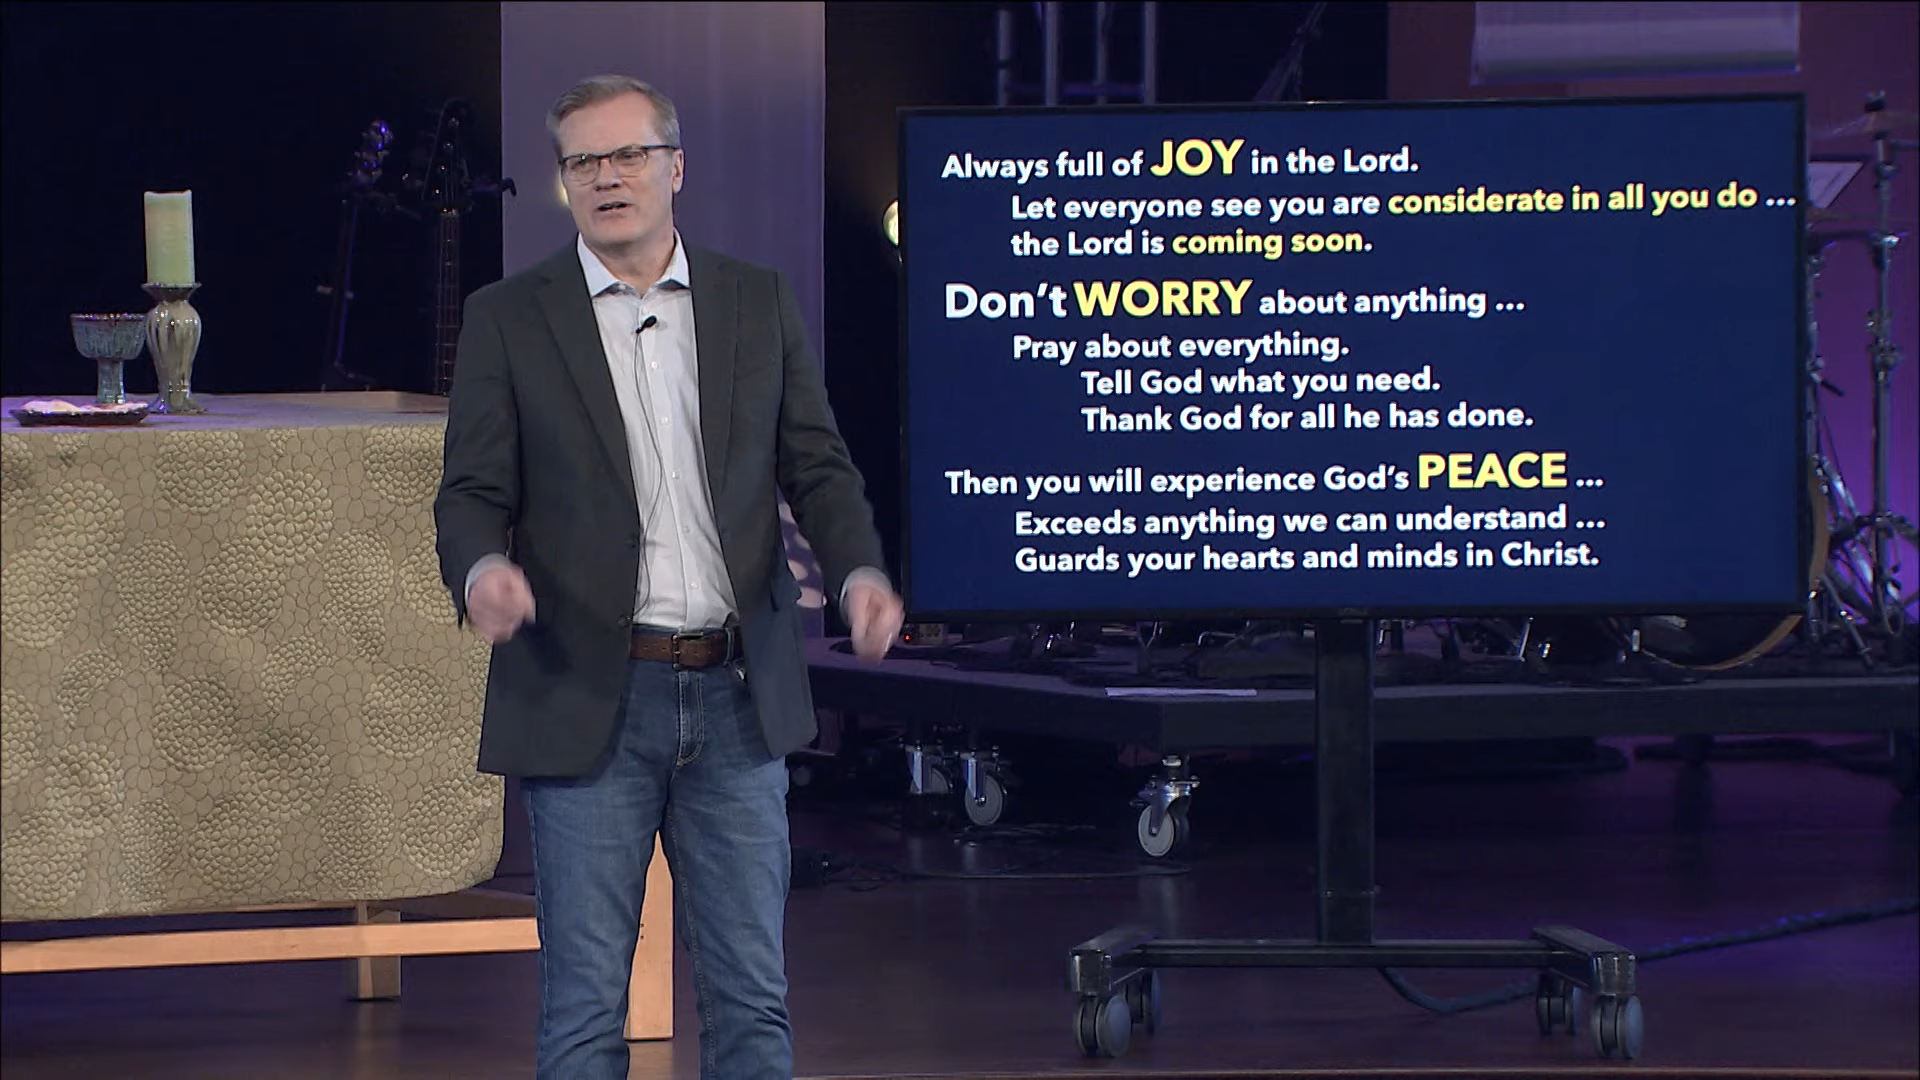 Always full of JOY in the Lord.
Let everyone see you are considerate in all you do ...
the Lord is coming soon.
Don't WORRY about anything ...
Pray about everything.
Tell God what you need.
Thank God for all he has done.
Then you will experience God's PEACE ...
Exceeds anything we can understand ...
Guards your hearts and minds in Christ.